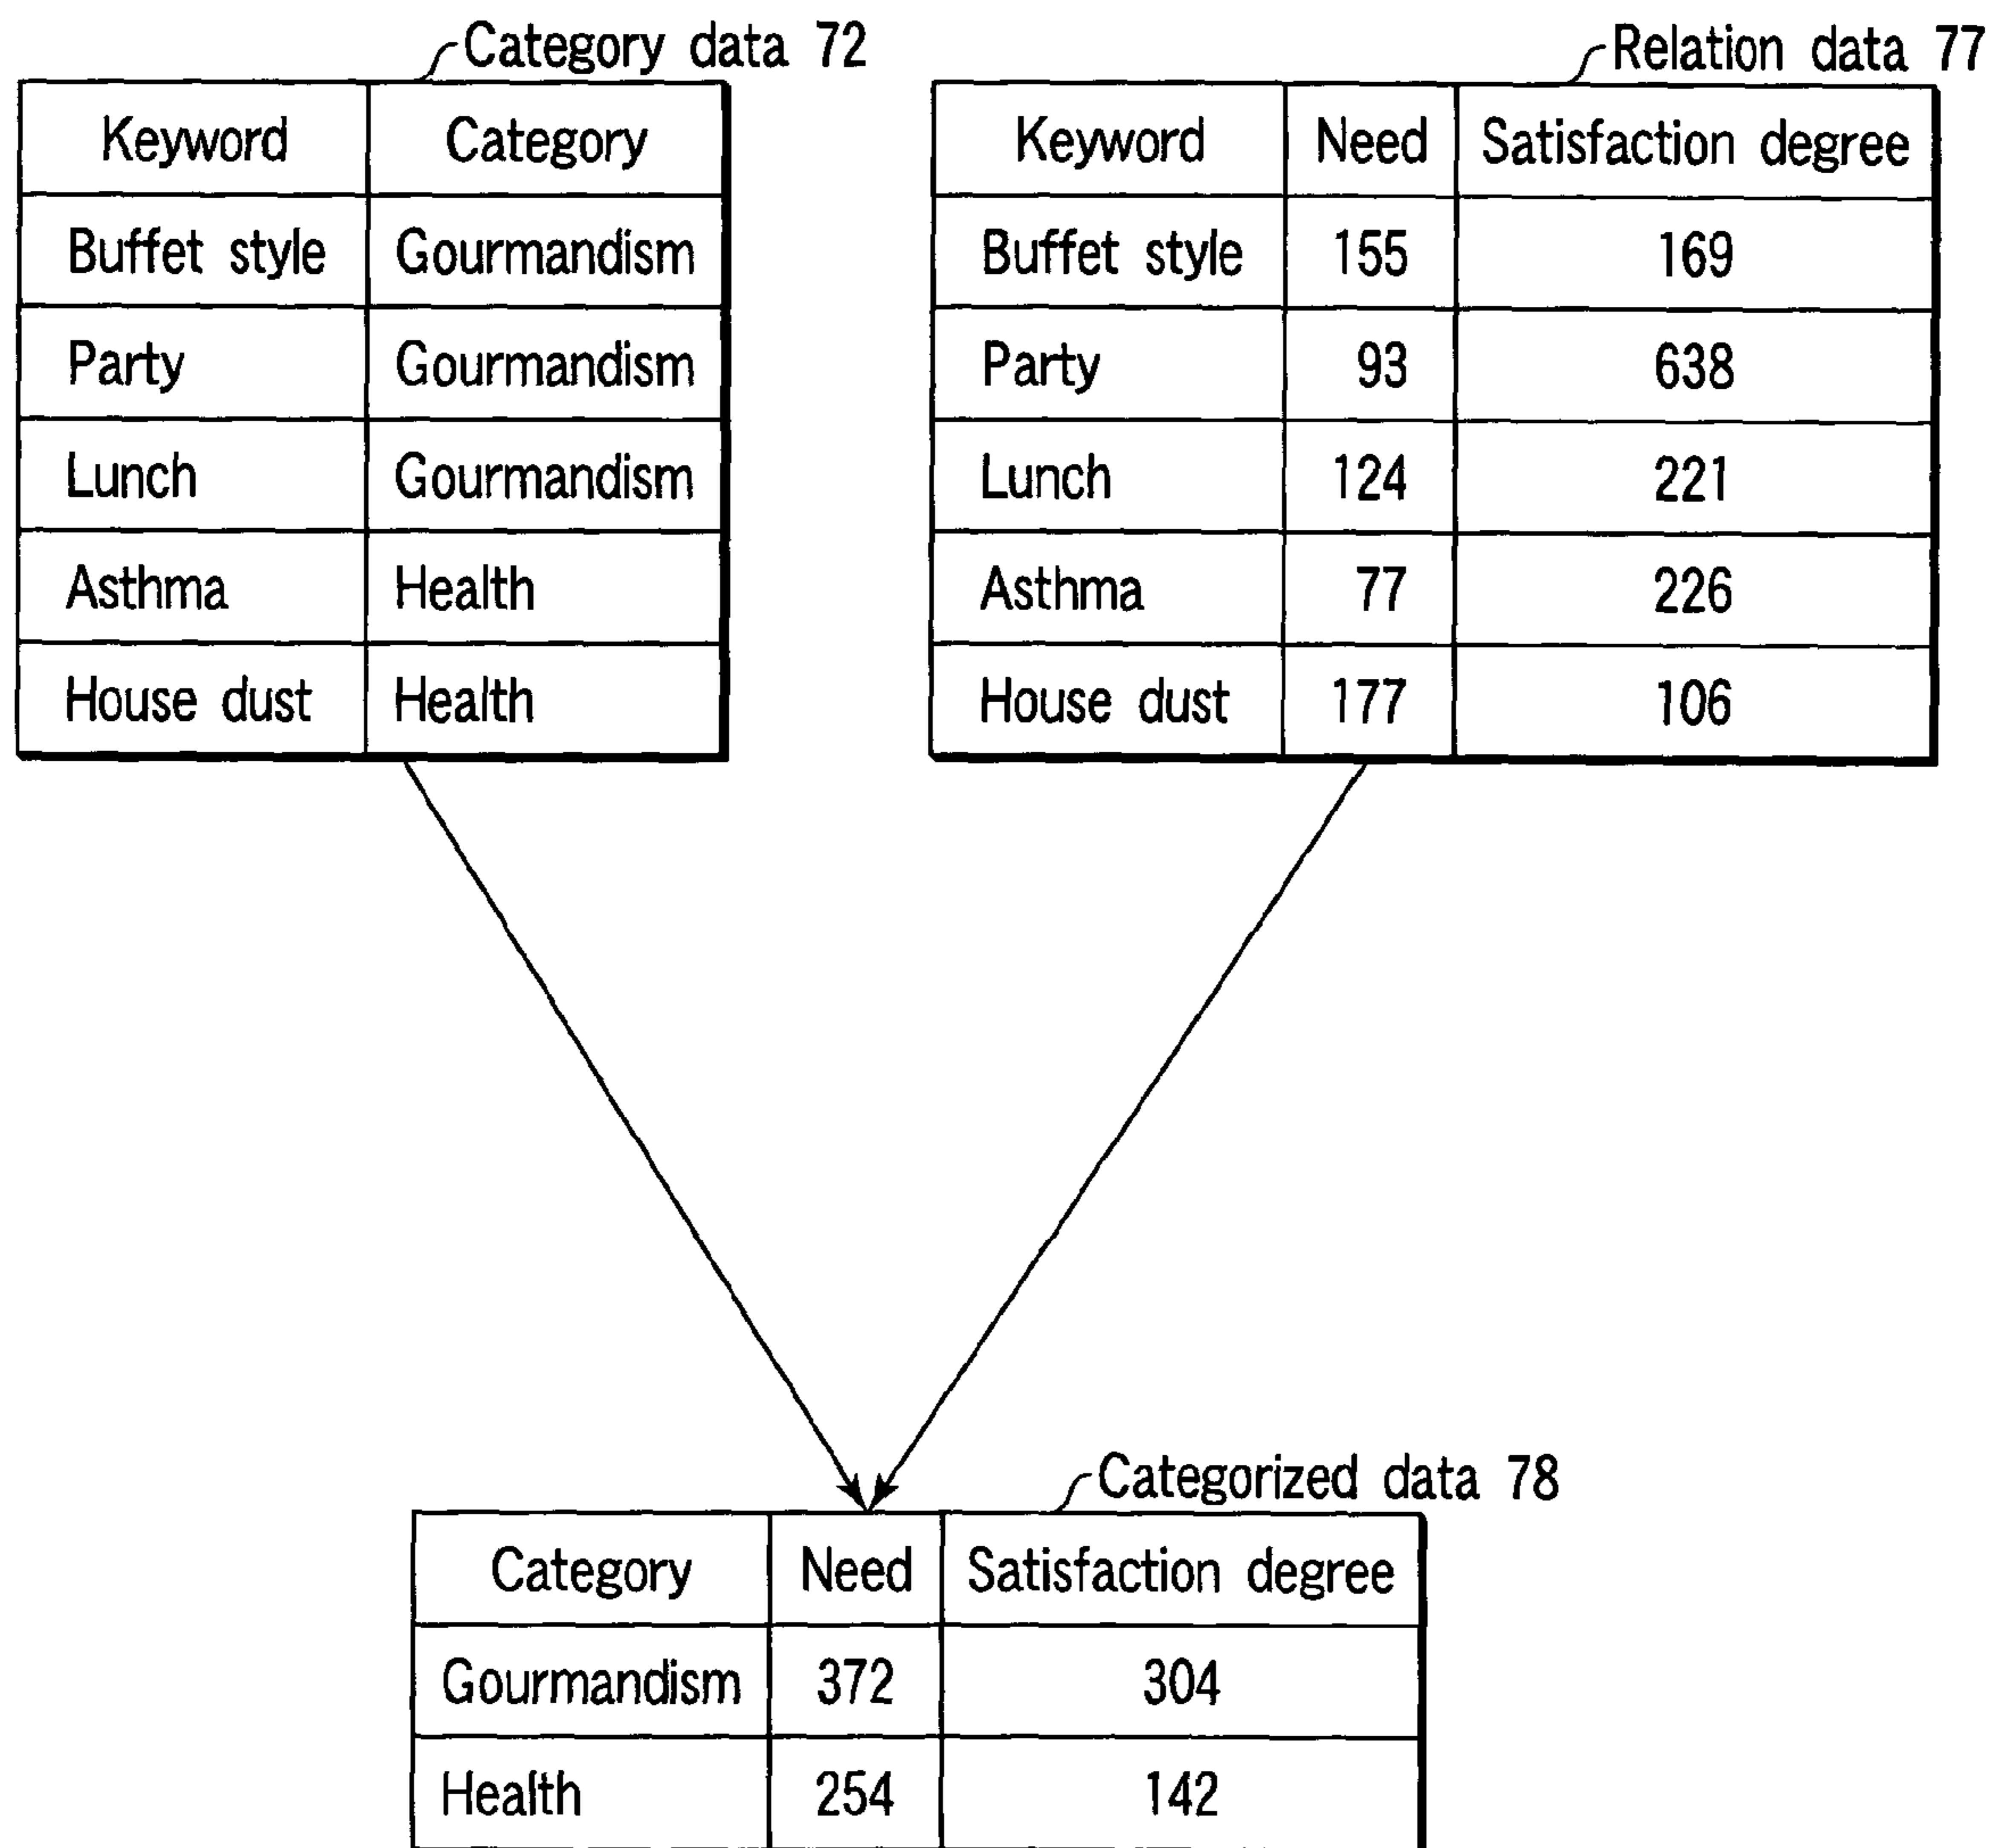 Category data 72
Keyword Category
Buffet style Gourmandism
Party Gourmandism
Lunch Gourmandism
Asthma Health
House dust Health
Relation data 77
Keyword Need Satisfaction degree
Buffet style 155 169
Party 93 638
Lunch 124 221
Asthma 77 226
House dust 177 106
Categorized data 78
Category Need Satisfaction degree
Gourmandism 372 304
Health 254 142